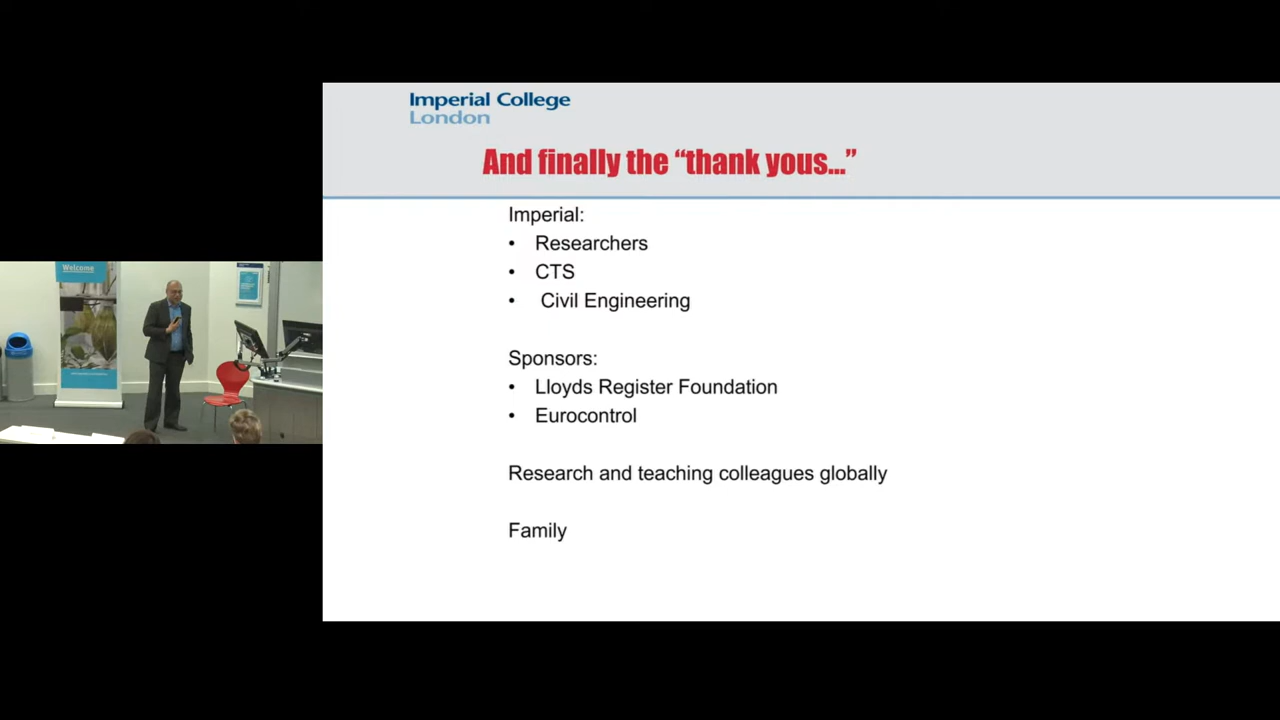 Imperial College
London
And finally the “thank yous...”
Imperial:
• Researchers
• CTS
• Civil Engineering
Sponsors:
• Lloyds Register Foundation
• Eurocontrol
Research and teaching colleagues globally
Family
Welcome